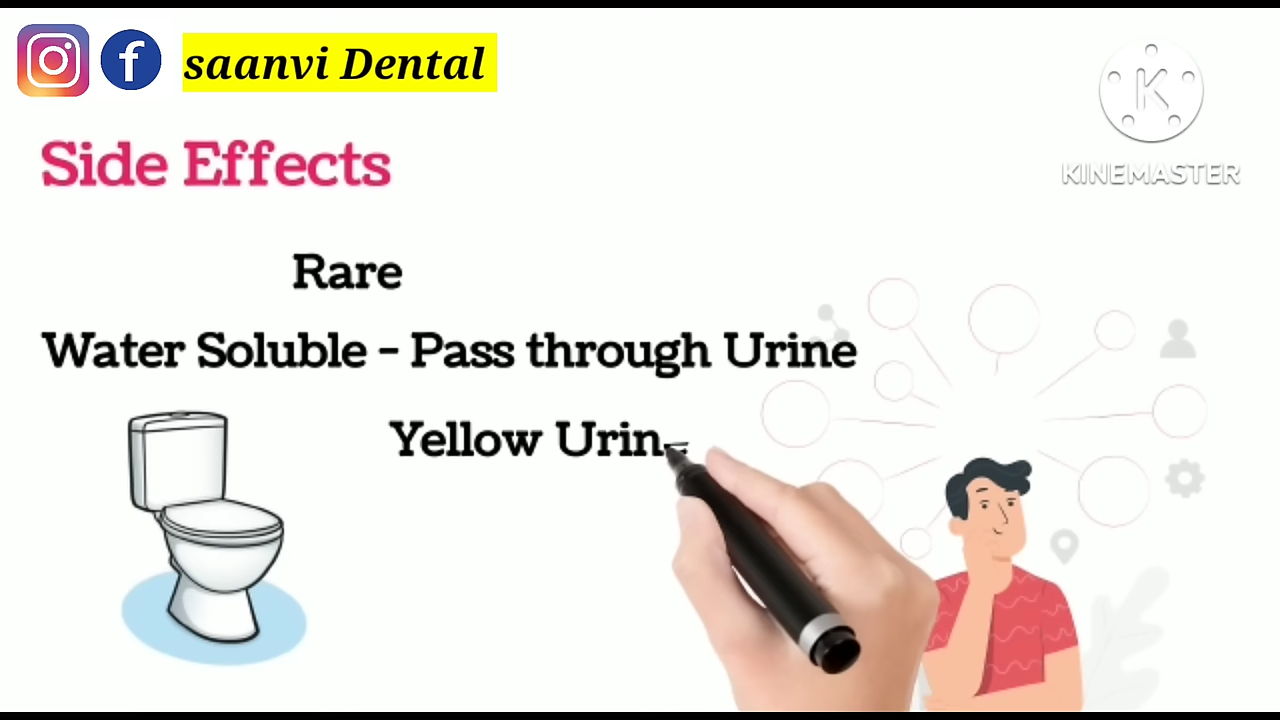 saanvi Dental
KINEMASTER
Side Effects
Rare
Water Soluble - Pass through Urine
Yellow Urin